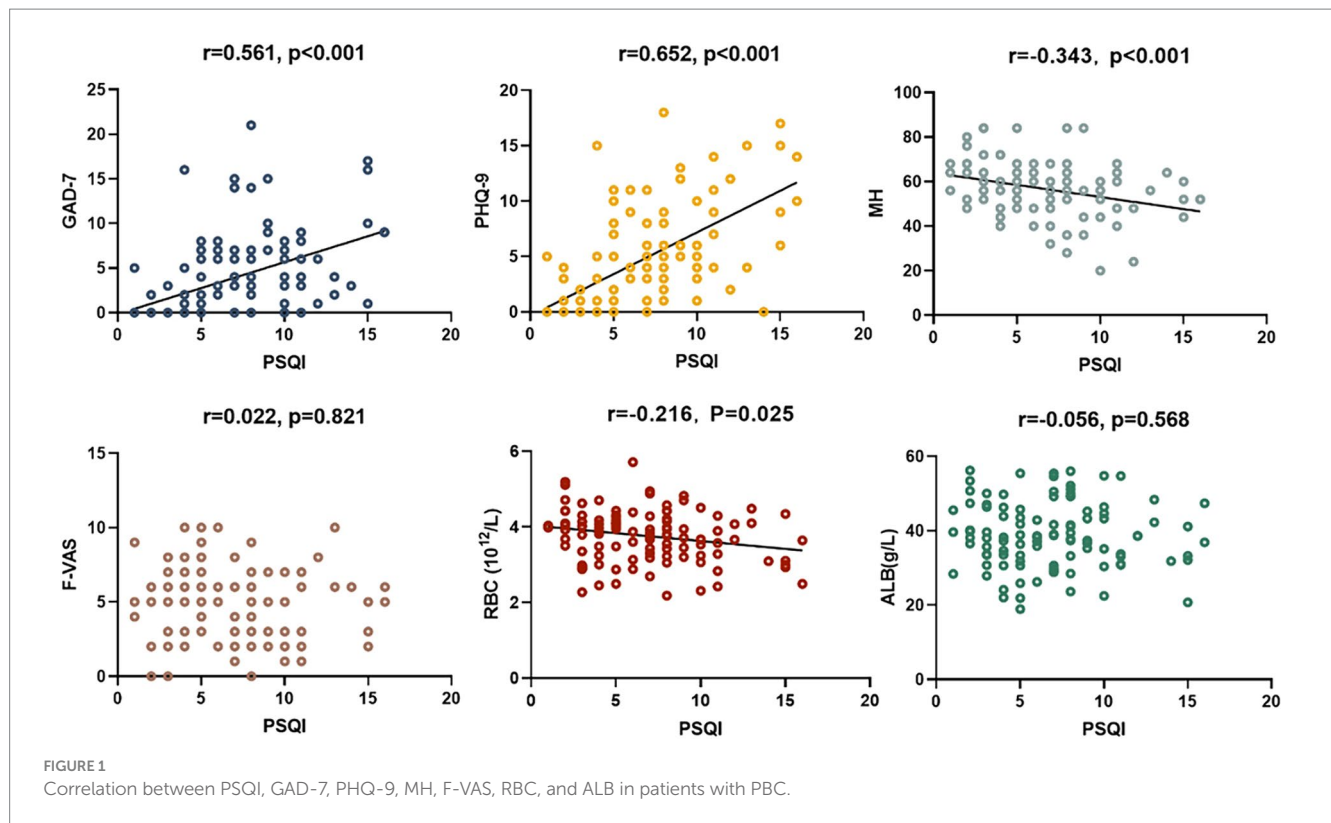 r=0.561, p<0.001
25
20
15
10
5
0
GAD-7
0 5 10 15 20
PSQI
r=0.652, p<0.001
20
15
10
5
0
PHQ-9
0 5 10 15 20
PSQI
r=-0.343, p<0.001
100
80
60
40
20
0
MH
0 5 10 15 20
PSQI
r=0.022, p=0.821
15
10
5
0
F-VAS
0 5 10 15 20
PSQI
r=-0.216, P=0.025
6
4
2
0
RBC (10¹²/L)
0 5 10 15 20
PSQI
r=-0.056, p=0.568
60
40
20
0
ALB(g/L)
0 5 10 15 20
PSQI
FIGURE 1
Correlation between PSQI, GAD-7, PHQ-9, MH, F-VAS, RBC, and ALB in patients with PBC.